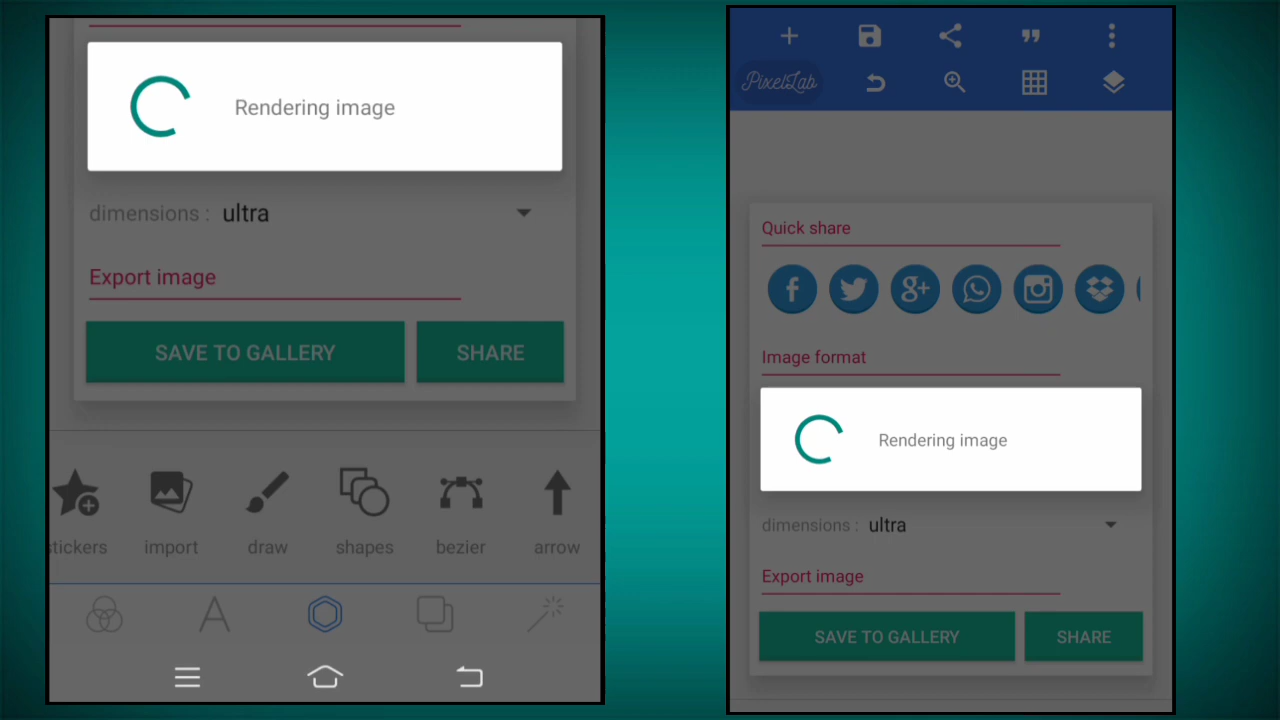 Rendering image
dimensions : ultra
Export image
SAVE TO GALLERY SHARE
stickers import draw shapes bezier arrow
PixelLab
Quick share
Image format
Rendering image
dimensions : ultra
Export image
SAVE TO GALLERY SHARE